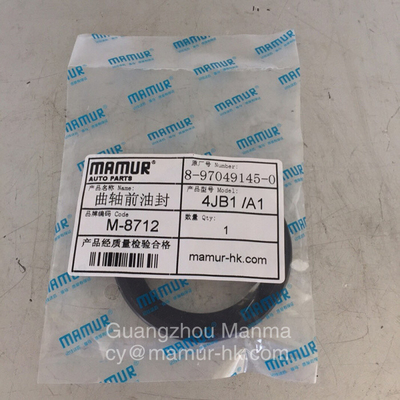 MAMUR®
AUTO PARTS
原厂号 Number:
8-97049145-0
产品名称 Name:
曲轴前油封
产品型号 Model:
4JB1/A1
品牌编码 Code
M-8712
数量 Qty:
1
产品经质量检验合格
mamur-hk.com
MAMUR
Guangzhou Manma
cy@mamur-hk.com